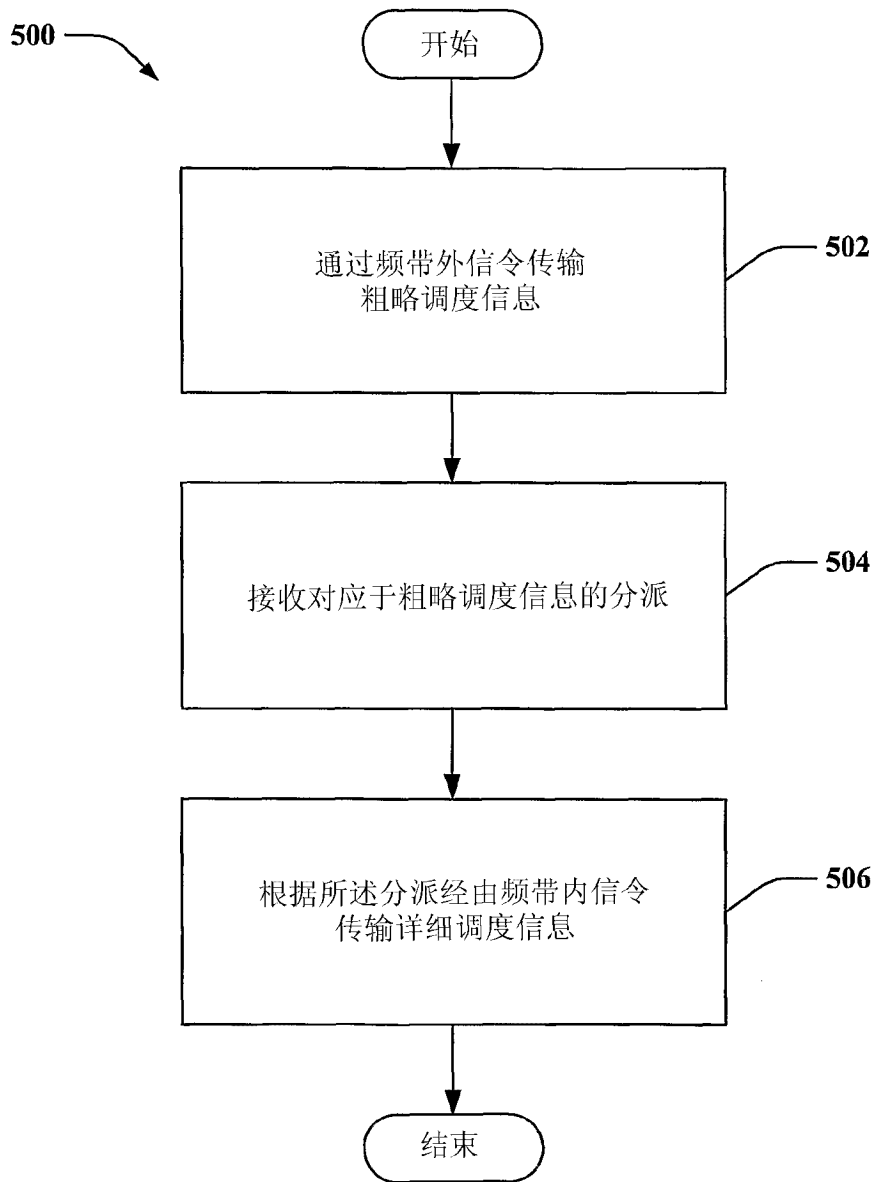 500
开始
通过频带外信令传输
粗略调度信息
502
接收对应于粗略调度信息的分派
504
根据所述分派经由频带内信令
传输详细调度信息
506
结束